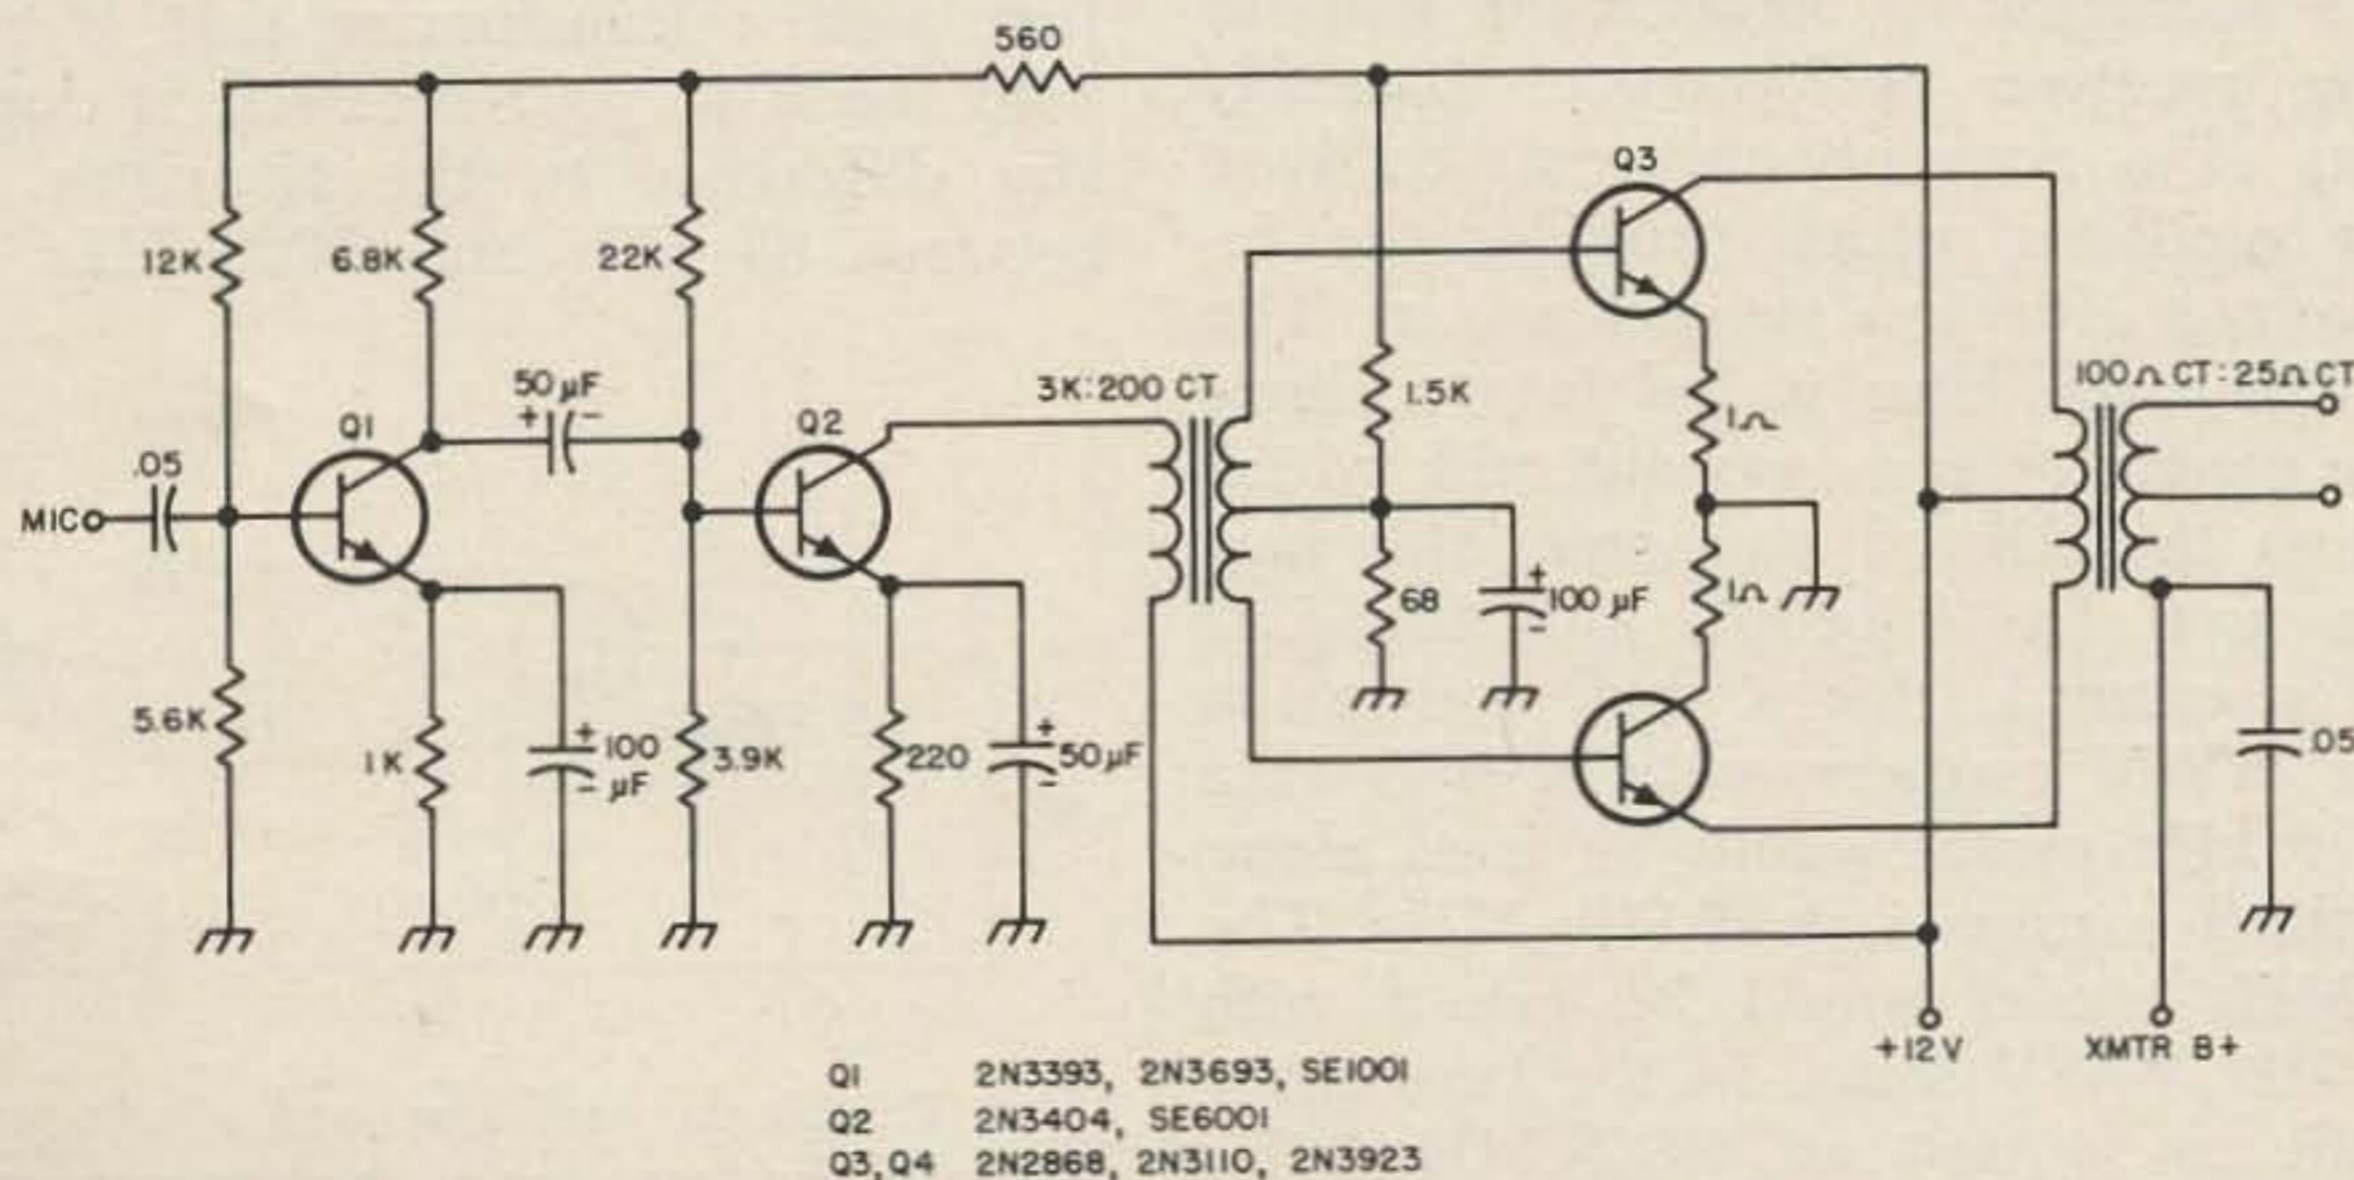 560
Q3
12K
6.8K
22K
50 µF
+ -
3K:200 CT
1.5K
100Ω CT:25Ω CT
Q1
Q2
1Ω
.05
MIC
68
+
100 µF
-
1Ω
5.6K
1K
+
100
- µF
3.9K
220
+
50 µF
-
.05
+12V
XMTR B+
Q1 2N3393, 2N3693, SE1001
Q2 2N3404, SE6001
Q3,Q4 2N2868, 2N3110, 2N3923